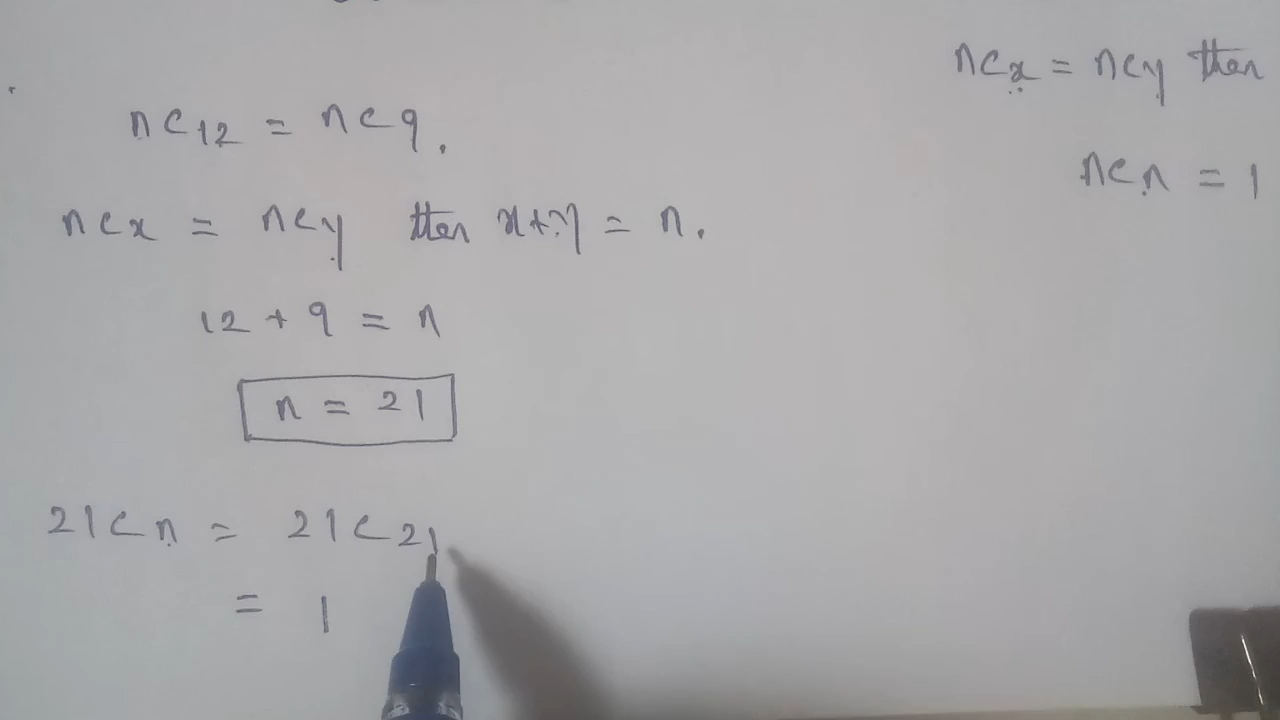 nc12 = nc9.
ncx = ncy then x+y = n.
12 + 9 = n
n = 21
21cn = 21c21
= 1
ncx = ncy then
ncn = 1